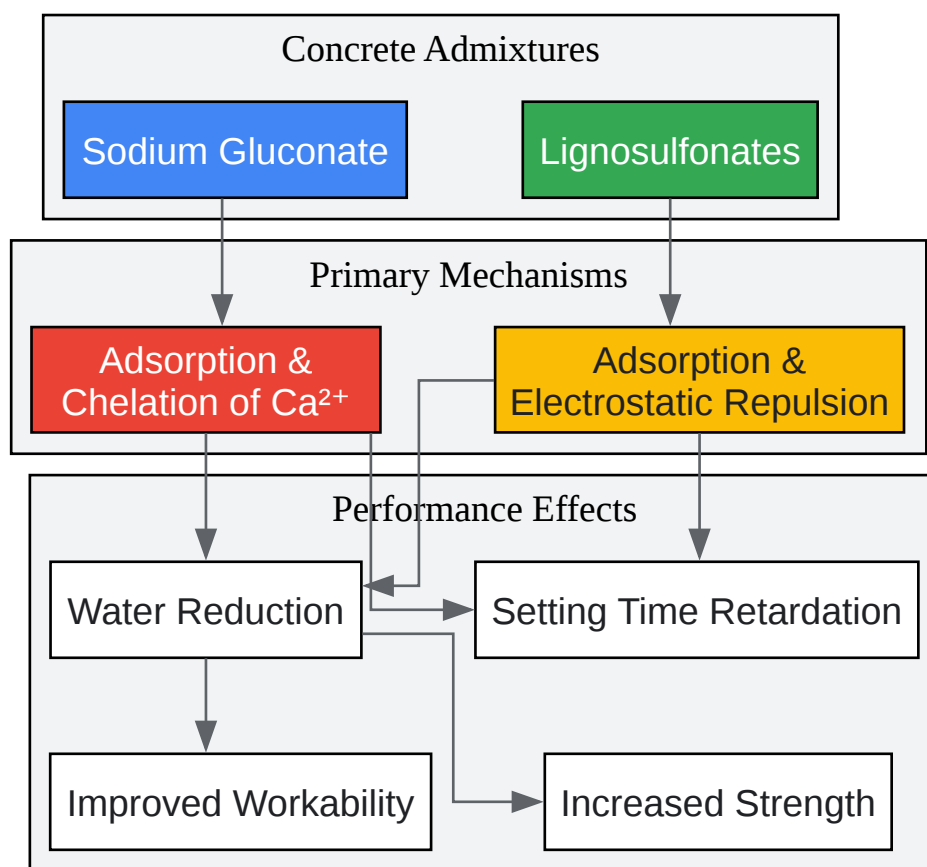 Concrete Admixtures
Sodium Gluconate
Lignosulfonates
Primary Mechanisms
Adsorption &
Chelation of Ca²⁺
Adsorption &
Electrostatic Repulsion
Performance Effects
Water Reduction
Setting Time Retardation
Improved Workability
Increased Strength